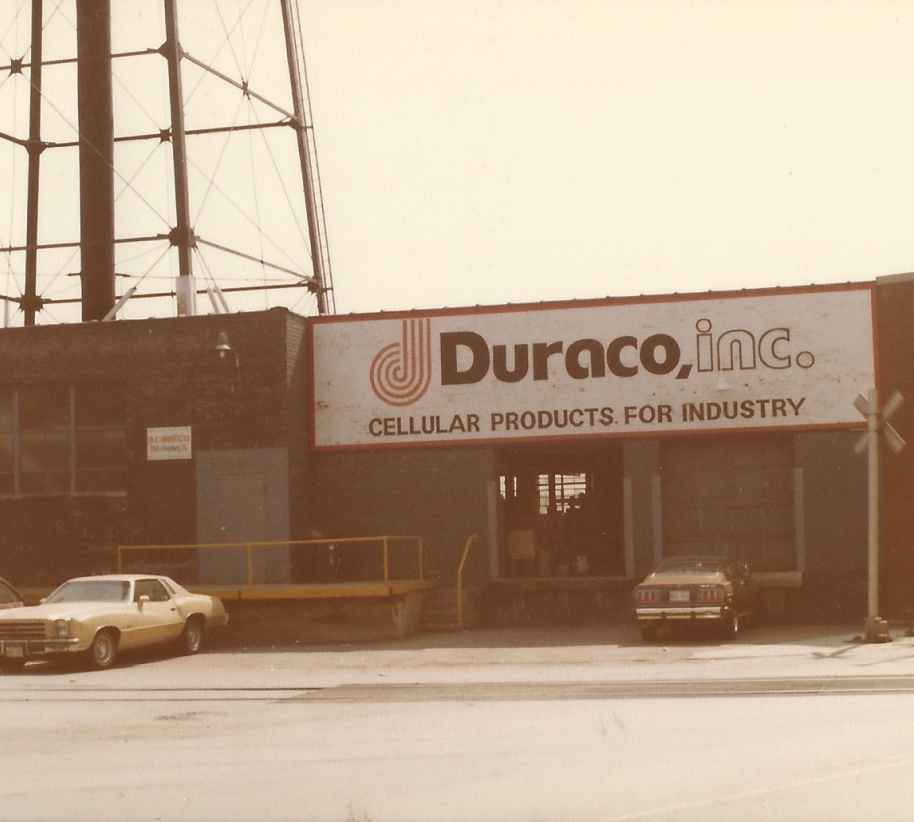 Duraco, inc.
CELLULAR PRODUCTS FOR INDUSTRY